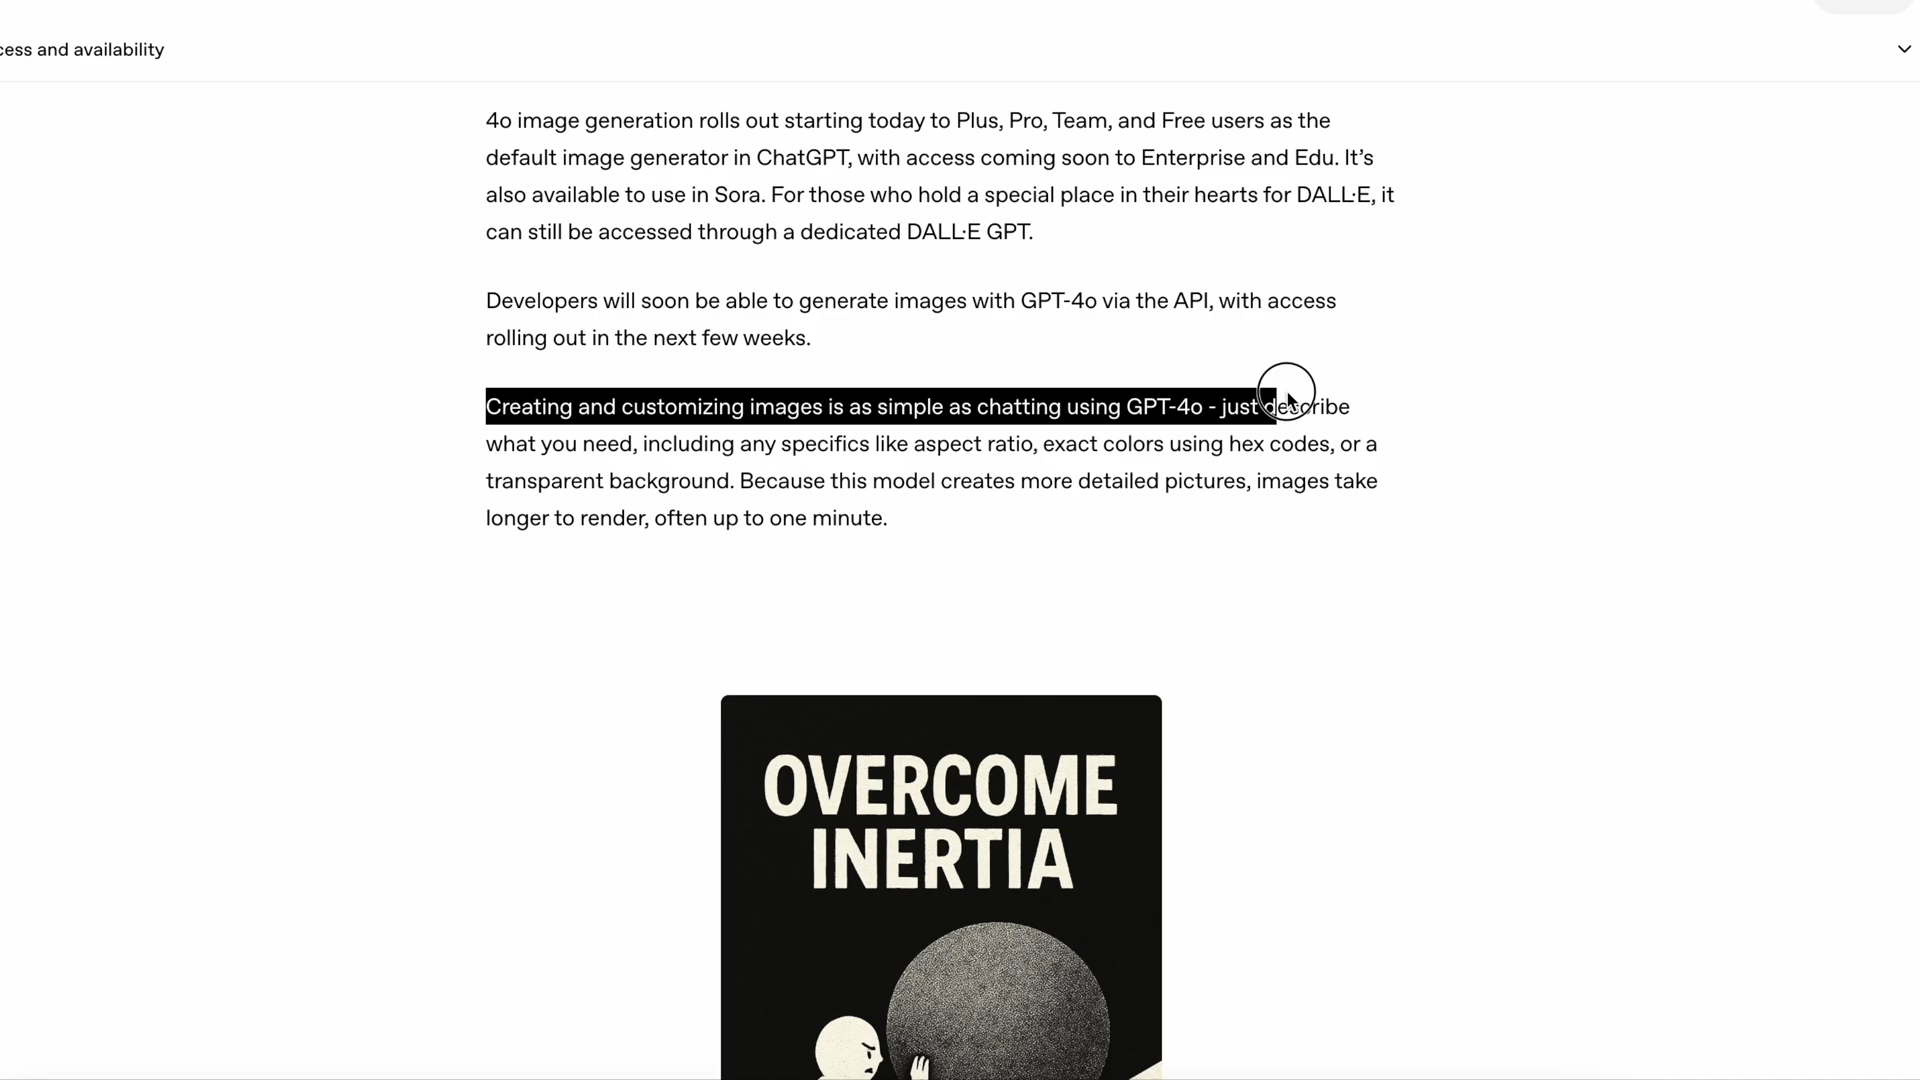 cess and availability
4o image generation rolls out starting today to Plus, Pro, Team, and Free users as the
default image generator in ChatGPT, with access coming soon to Enterprise and Edu. It’s
also available to use in Sora. For those who hold a special place in their hearts for DALL·E, it
can still be accessed through a dedicated DALL·E GPT.
Developers will soon be able to generate images with GPT-4o via the API, with access
rolling out in the next few weeks.
Creating and customizing images is as simple as chatting using GPT-4o - just describe
what you need, including any specifics like aspect ratio, exact colors using hex codes, or a
transparent background. Because this model creates more detailed pictures, images take
longer to render, often up to one minute.
OVERCOME
INERTIA